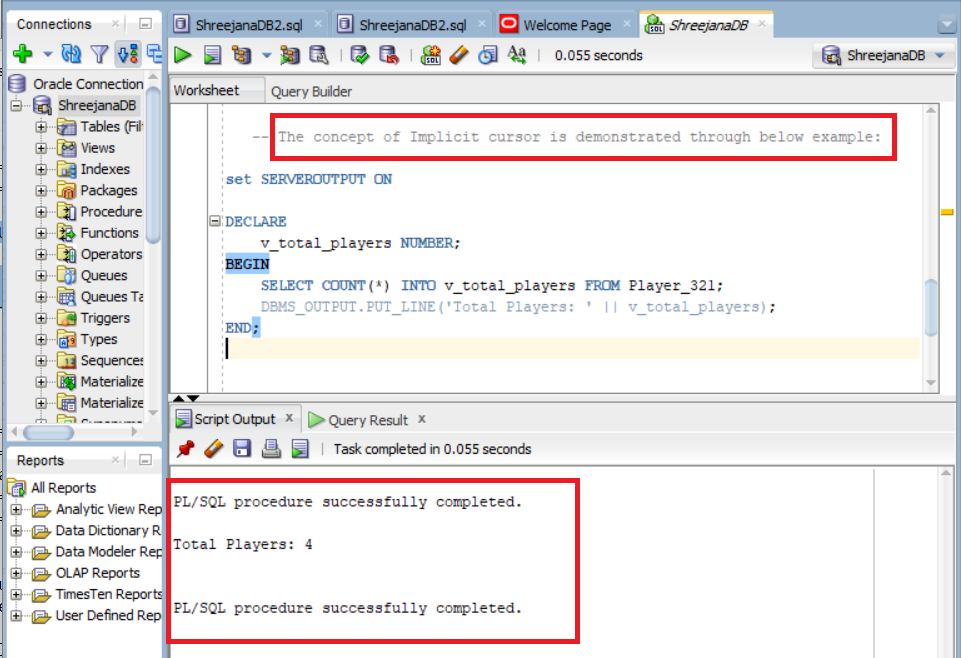 Connections
ShreejanaDB2.sql
ShreejanaDB2.sql
Welcome Page
ShreejanaDB
SQL
Aa
0.055 seconds
ShreejanaDB
Oracle Connection
ShreejanaDB
Tables (Filt
Views
Indexes
Packages
Procedure
Functions
Operators
Queues
Queues Ta
Triggers
Types
Sequences
Materialize
Materialize
Worksheet
Query Builder
-- The concept of Implicit cursor is demonstrated through below example:
set SERVEROUTPUT ON
DECLARE
v_total_players NUMBER;
BEGIN
SELECT COUNT(*) INTO v_total_players FROM Player_321;
DBMS_OUTPUT.PUT_LINE('Total Players: ' || v_total_players);
END;
Script Output
Query Result
Task completed in 0.055 seconds
PL/SQL procedure successfully completed.
Total Players: 4
PL/SQL procedure successfully completed.
Reports
All Reports
Analytic View Rep
Data Dictionary R
Data Modeler Rep
OLAP Reports
TimesTen Reports
User Defined Rep